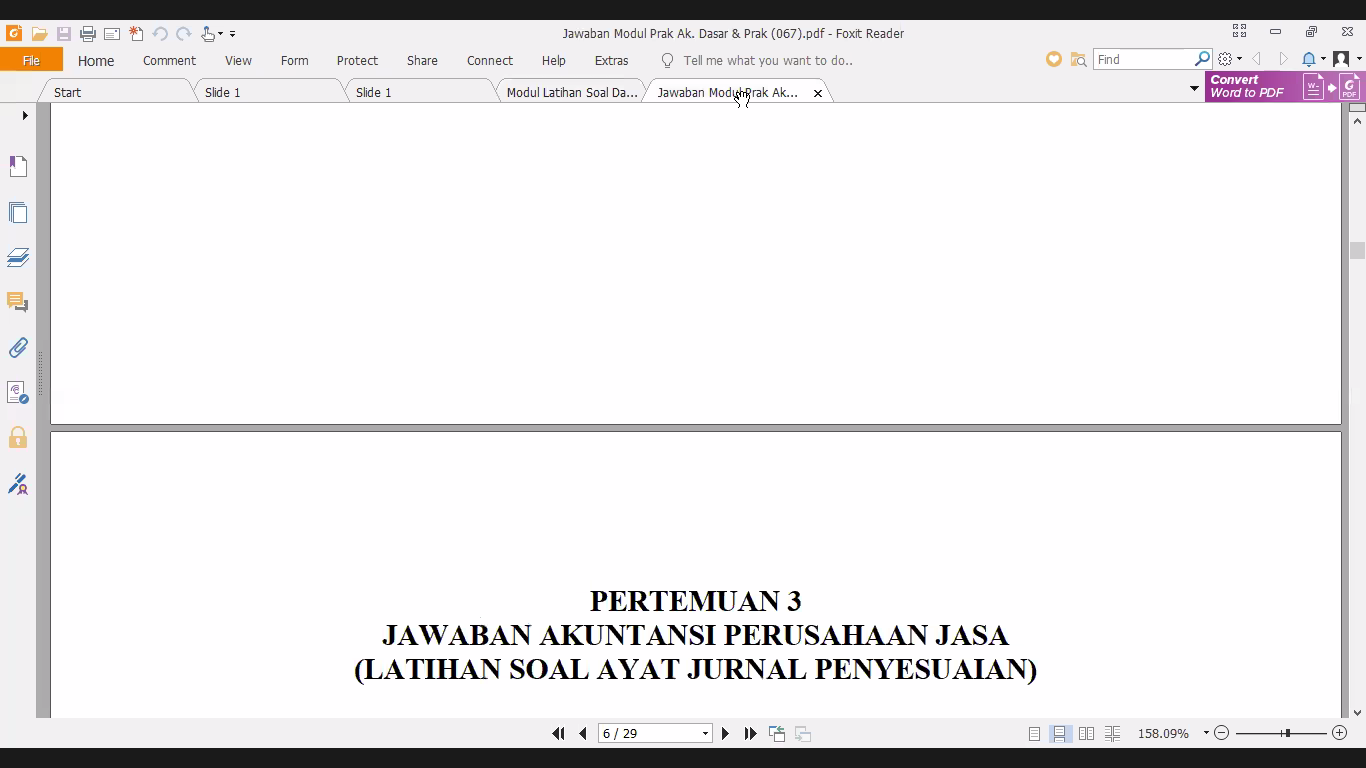 Jawaban Modul Prak Ak. Dasar & Prak (067).pdf - Foxit Reader
File Home Comment View Form Protect Share Connect Help Extras Tell me what you want to do.. Find
Start Slide 1 Slide 1 Modul Latihan Soal Da... Jawaban Modul Prak Ak...
Convert
Word to PDF
PERTEMUAN 3
JAWABAN AKUNTANSI PERUSAHAAN JASA
(LATIHAN SOAL AYAT JURNAL PENYESUAIAN)
6 / 29 158.09%